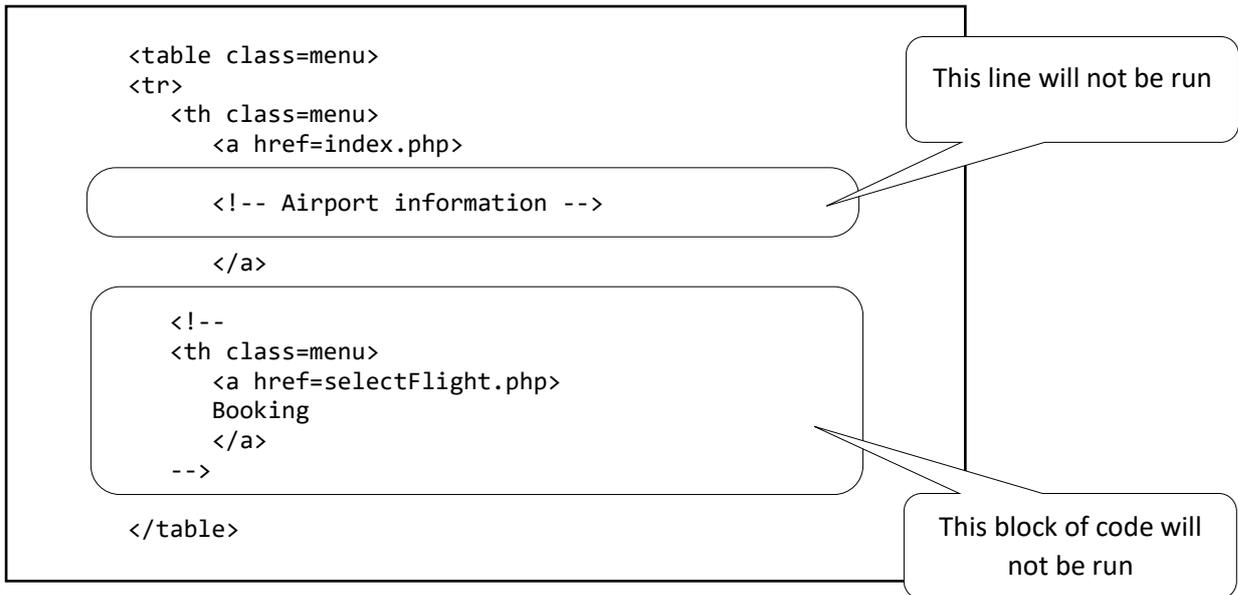 <table class=menu>
<tr>
<th class=menu>
<a href=index.php>
This line will not be run
<!-- Airport information -->
</a>
<!--
<th class=menu>
<a href=selectFlight.php>
Booking
</a>
-->
</table>
This block of code will
not be run